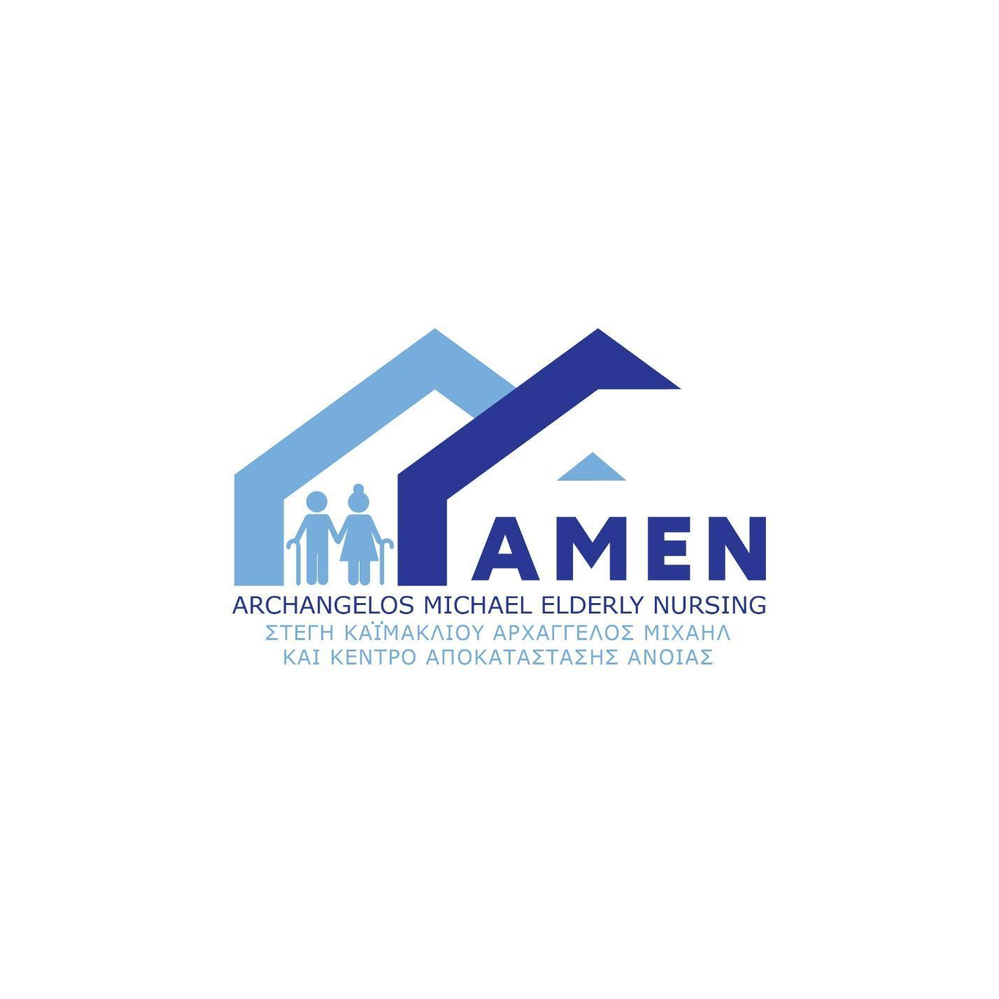 AMEN
ARCHANGELOS MICHAEL ELDERLY NURSING
ΣΤΕΓΗ ΚΑΪΜΑΚΛΙΟΥ ΑΡΧΑΓΓΕΛΟΣ ΜΙΧΑΗΛ
ΚΑΙ ΚΕΝΤΡΟ ΑΠΟΚΑΤΑΣΤΑΣΗΣ ΑΝΟΙΑΣ